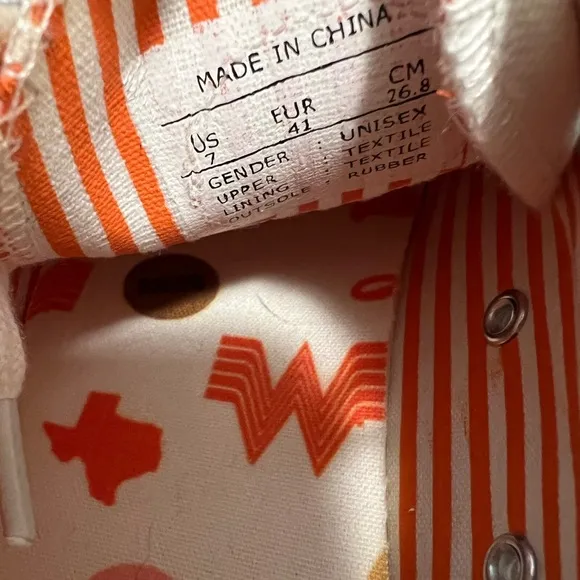 MADE IN CHINA
US EUR CM
7 41 26.8
GENDER : UNISEX
UPPER : TEXTILE
LINING : TEXTILE
OUTSOLE : RUBBER
W